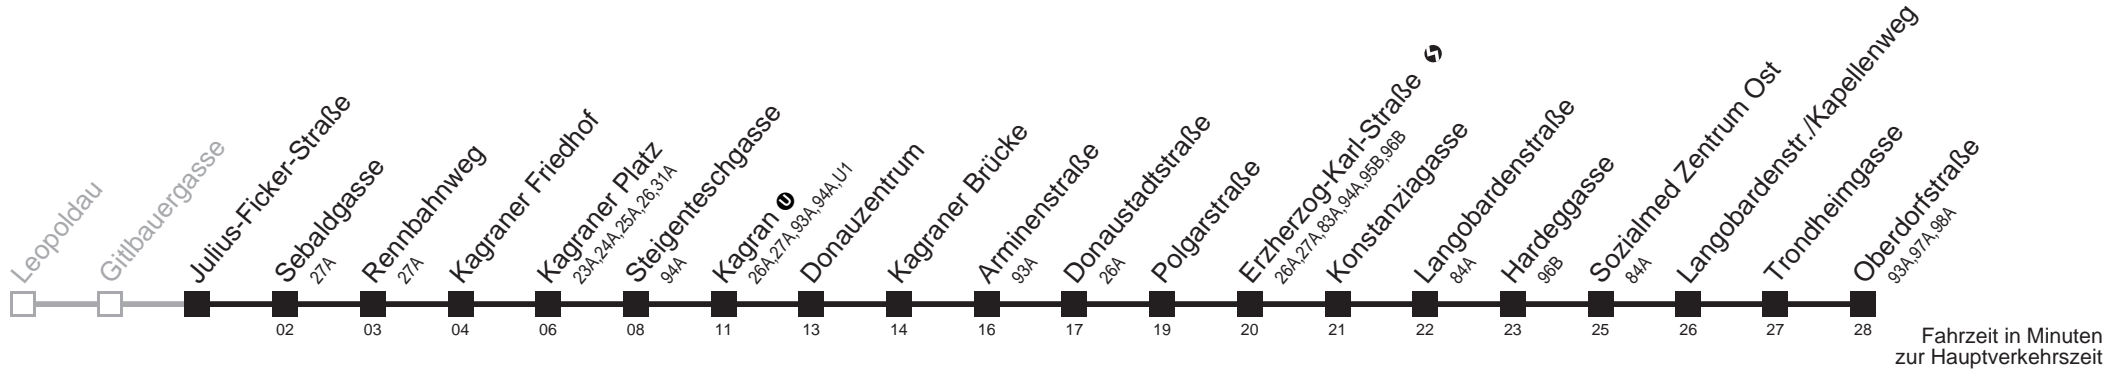 Leopoldau
Gitlbauergasse
Julius-Ficker-Straße
Sebaldgasse
27A
Rennbahnweg
27A
Kagraner Friedhof
Kagraner Platz
23A,24A,25A,26,31A
Steigenteschgasse
94A
Kagran U
26A,27A,93A,94A,U1
Donauzentrum
Kagraner Brücke
Arminenstraße
93A
Donaustadtstraße
26A
Polgarstraße
Erzherzog-Karl-Straße
26A,27A,83A,94A,95B,96B
Konstanziagasse
Langobardenstraße
84A
Hardeggasse
96B
Sozialmed Zentrum Ost
84A
Langobardenstr./Kapellenweg
Trondheimgasse
Oberdorfstraße
93A,97A,98A
02 03 04 06 08 11 13 14 16 17 19 20 21 22 23 25 26 27 28
Fahrzeit in Minuten
zur Hauptverkehrszeit